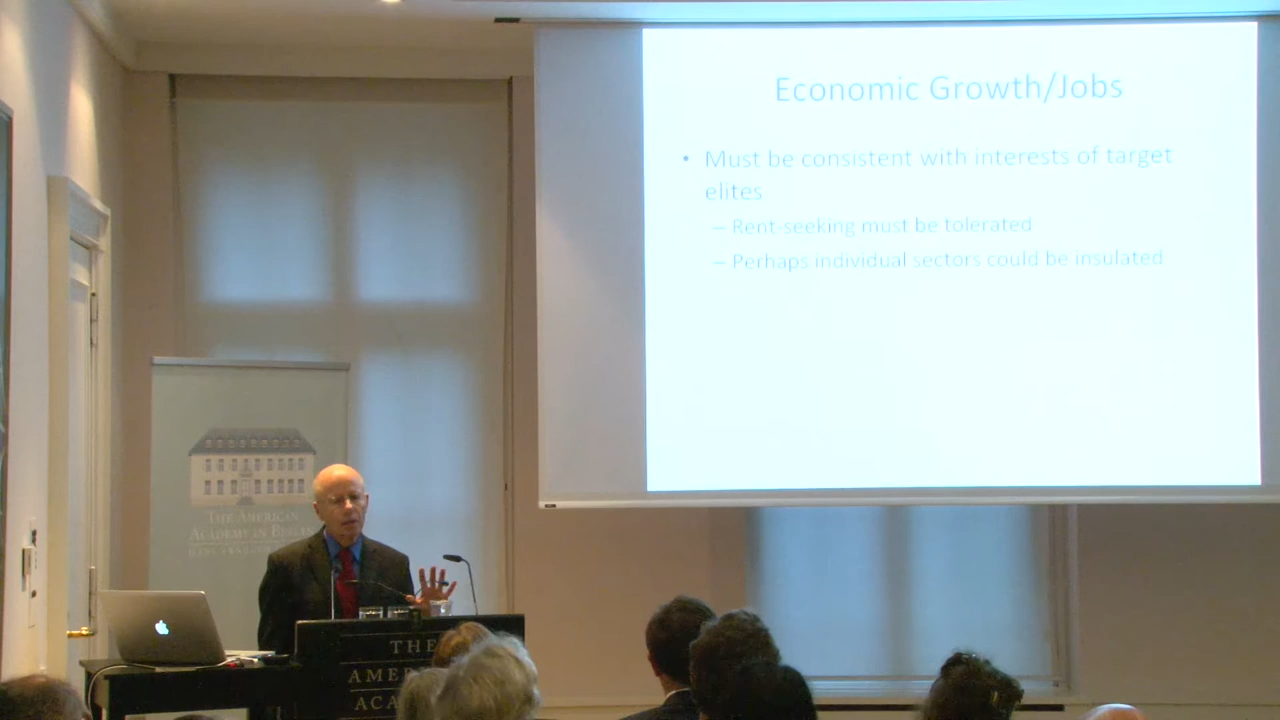 Economic Growth/Jobs
• Must be consistent with interests of target
elites
– Rent-seeking must be tolerated
– Perhaps individual sectors could be insulated
THE AMERICAN
ACADEMY IN BERLIN
THE
AME
ACA